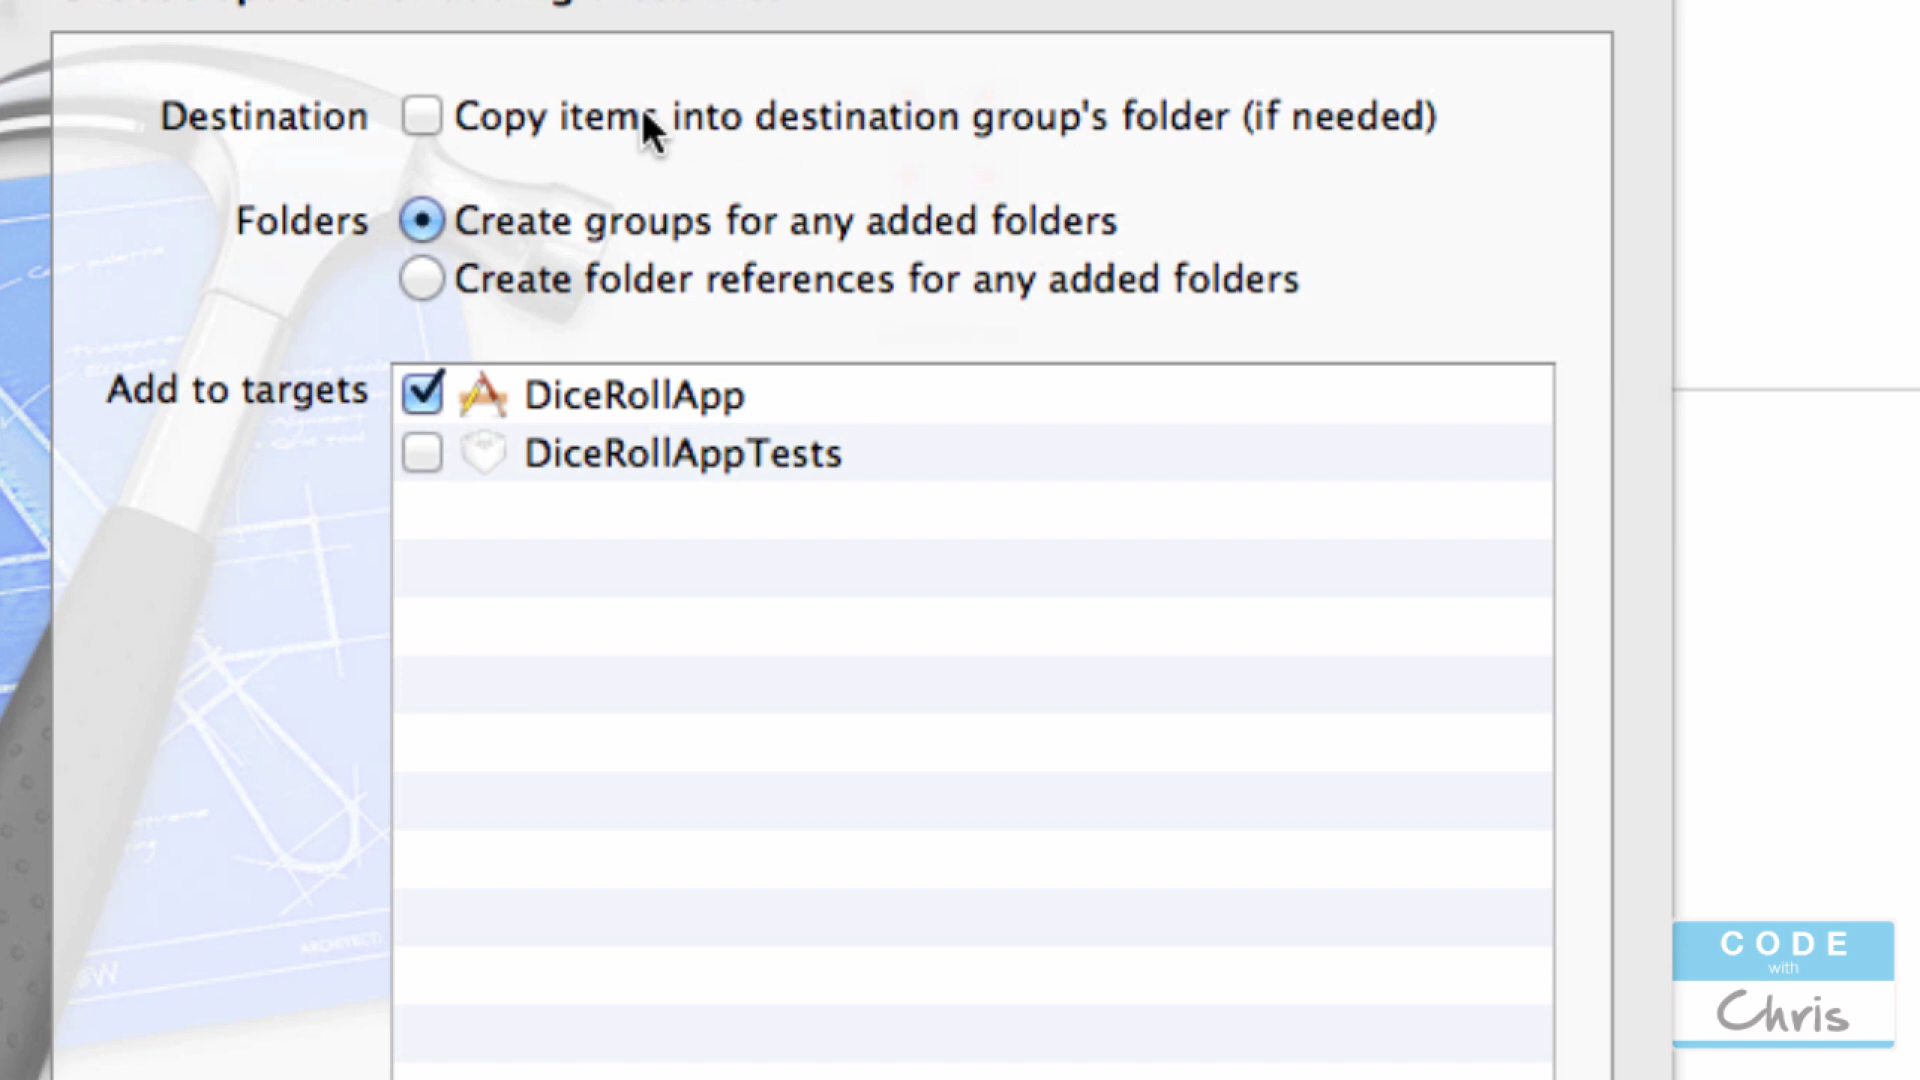 Destination Copy items into destination group's folder (if needed)
Folders Create groups for any added folders
Create folder references for any added folders
Add to targets DiceRollApp
DiceRollAppTests
CODE
with
Chris